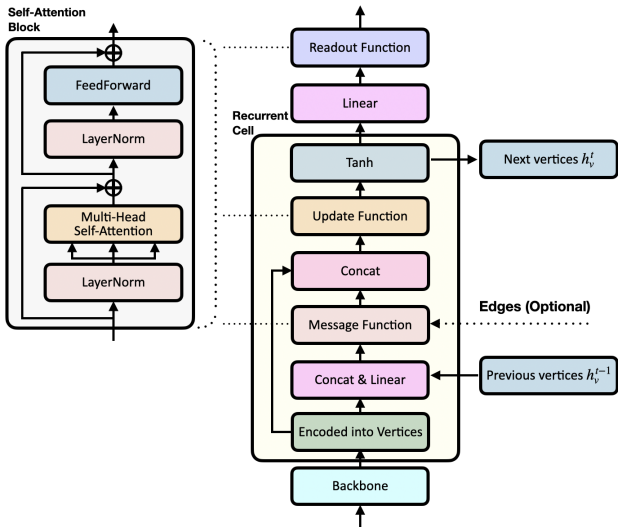 Self-Attention
Block
FeedForward
LayerNorm
Multi-Head
Self-Attention
LayerNorm
Readout Function
Linear
Recurrent
Cell
Tanh
Next vertices $h_v^t$
Update Function
Concat
Edges (Optional)
Message Function
Concat & Linear
Previous vertices $h_v^{t-1}$
Encoded into Vertices
Backbone